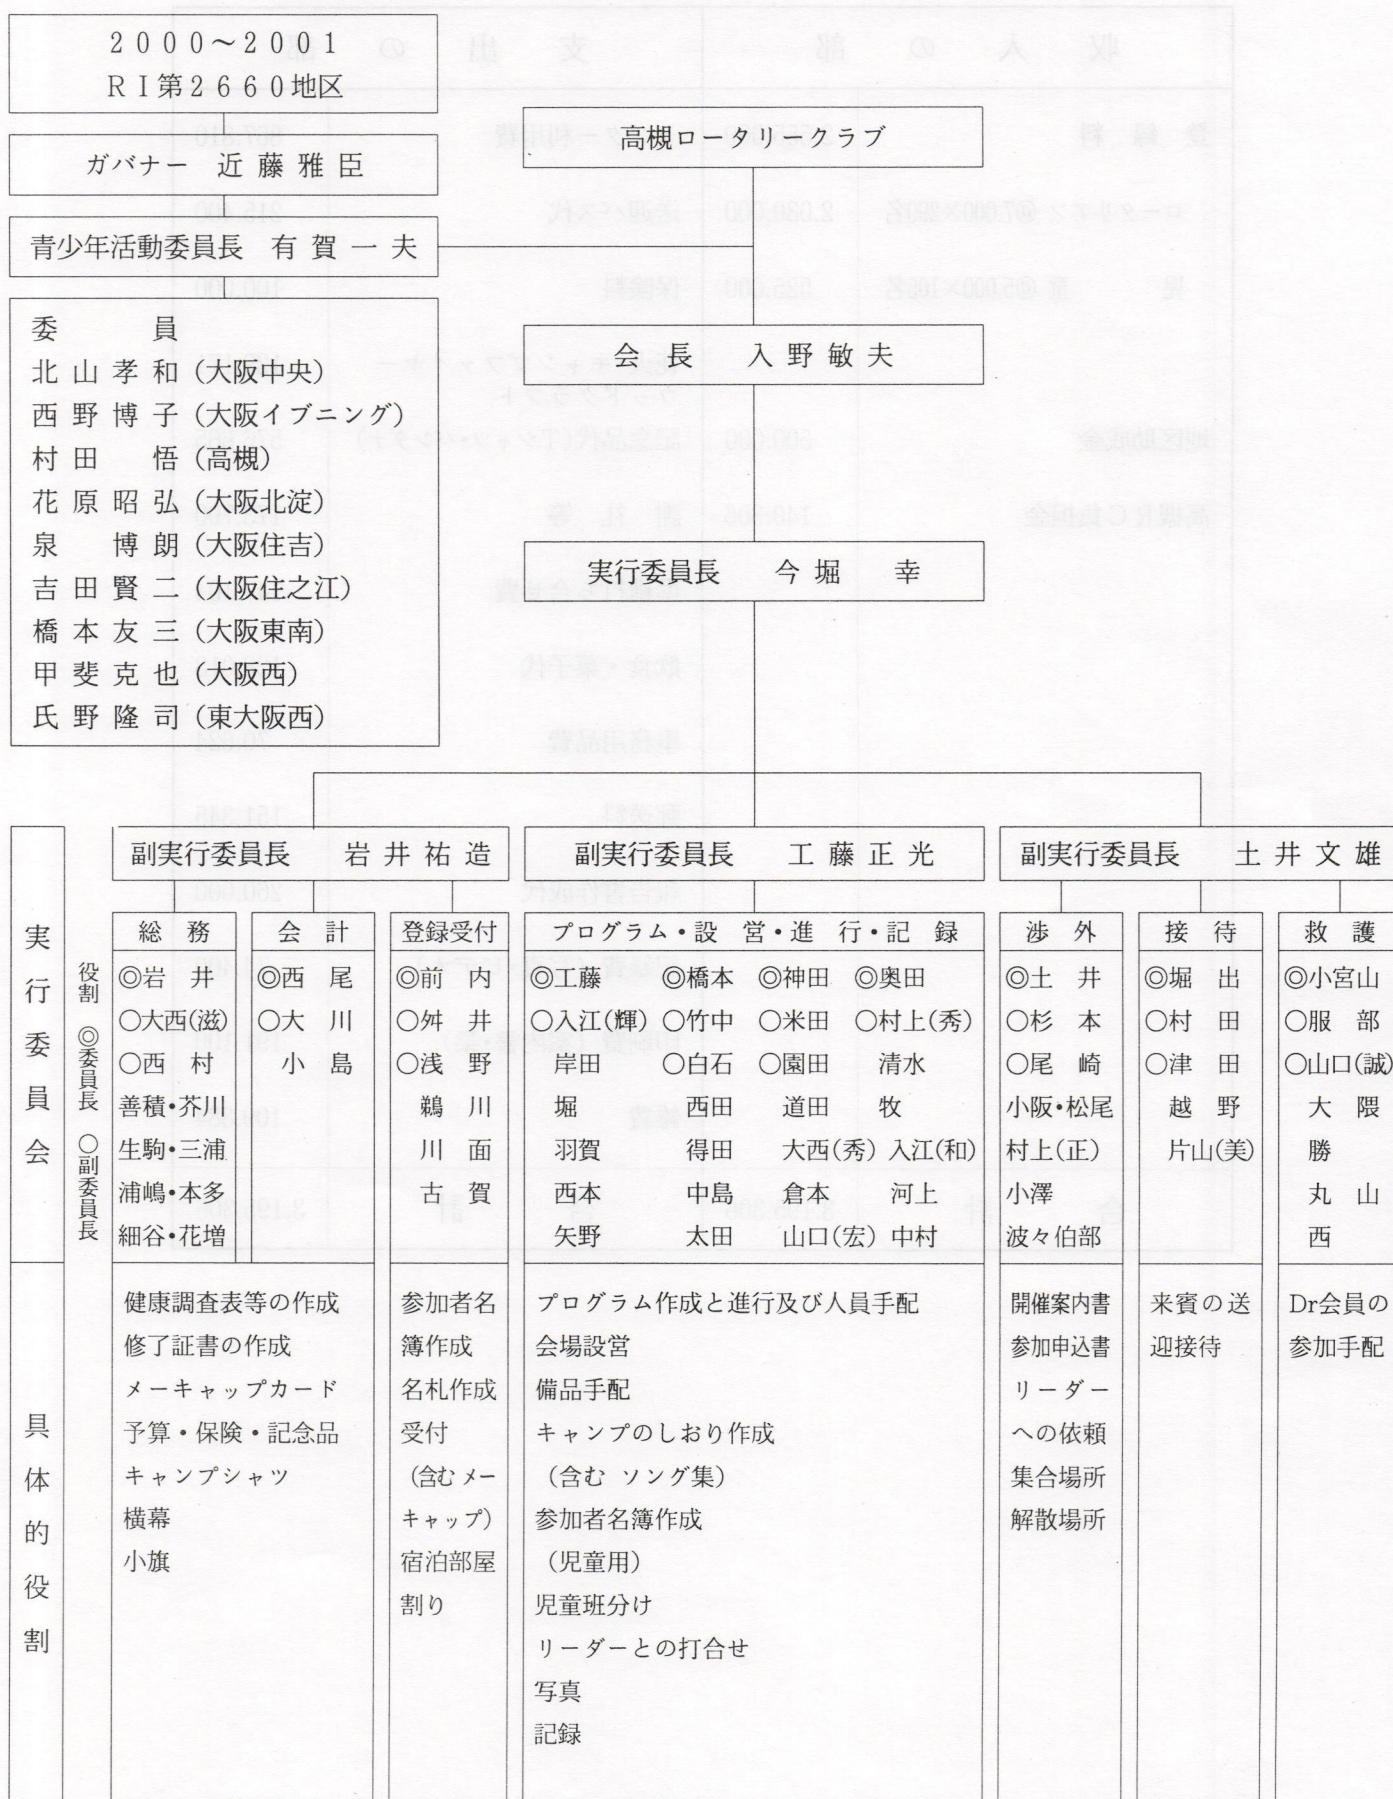 2000〜2001
RI第2660地区
ガバナー 近藤雅臣
高槻ロータリークラブ
青少年活動委員長 有賀一夫
委員
北山孝和(大阪中央)
西野博子(大阪イブニング)
村田 悟(高槻)
花原昭弘(大阪北淀)
泉 博朗(大阪住吉)
吉田賢二(大阪住之江)
橋本友三(大阪東南)
甲斐克也(大阪西)
氏野隆司(東大阪西)
会長 入野敏夫
実行委員長 今堀 幸
実行委員会
役割 ◎委員長 ○副委員長
副実行委員長 岩井祐造
総務
◎岩井
○大西(滋)
○西村
善積・芥川
生駒・三浦
浦嶋・本多
細谷・花増
会計
◎西尾
○大川
小島
登録受付
◎前内
○舛井
○浅野
鵜川
川面
古賀
副実行委員長 工藤正光
プログラム・設営・進行・記録
◎工藤 ◎橋本 ◎神田 ◎奥田
○入江(輝) ○竹中 ○米田 ○村上(秀)
岸田 ○白石 ○園田 清水
堀 西田 道田 牧
羽賀 得田 大西(秀) 入江(和)
西本 中島 倉本 河上
矢野 太田 山口(宏) 中村
副実行委員長 土井文雄
渉外
◎土井
○杉本
○尾崎
小阪・松尾
村上(正)
小澤
波々伯部
接待
◎堀出
○村田
○津田
越野
片山(美)
救護
◎小宮山
○服部
○山口(誠)
大隈
勝
丸山
西
具体的役割
健康調査表等の作成
修了証書の作成
メーキャップカード
予算・保険・記念品
キャンプシャツ
横幕
小旗
参加者名
簿作成
名札作成
受付
(含む メー
キャップ)
宿泊部屋
割り
プログラム作成と進行及び人員手配
会場設営
備品手配
キャンプのしおり作成
(含む ソング集)
参加者名簿作成
(児童用)
児童班分け
リーダーとの打合せ
写真
記録
開催案内書
参加申込書
リーダー
への依頼
集合場所
解散場所
来賓の送
迎接待
Dr会員の
参加手配